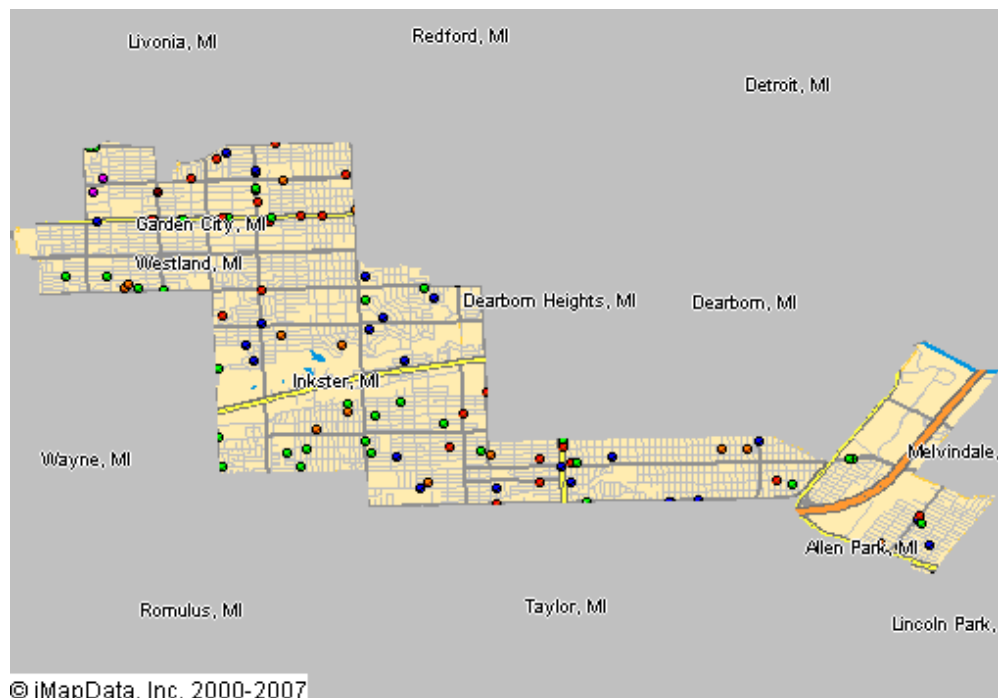 Livonia, MI
Redford, MI
Detroit, MI
Garden City, MI
Westland, MI
Dearborn Heights, MI
Dearborn, MI
Inkster, MI
Wayne, MI
Melvindale,
Allen Park, MI
Romulus, MI
Taylor, MI
Lincoln Park,
© iMapData, Inc. 2000-2007